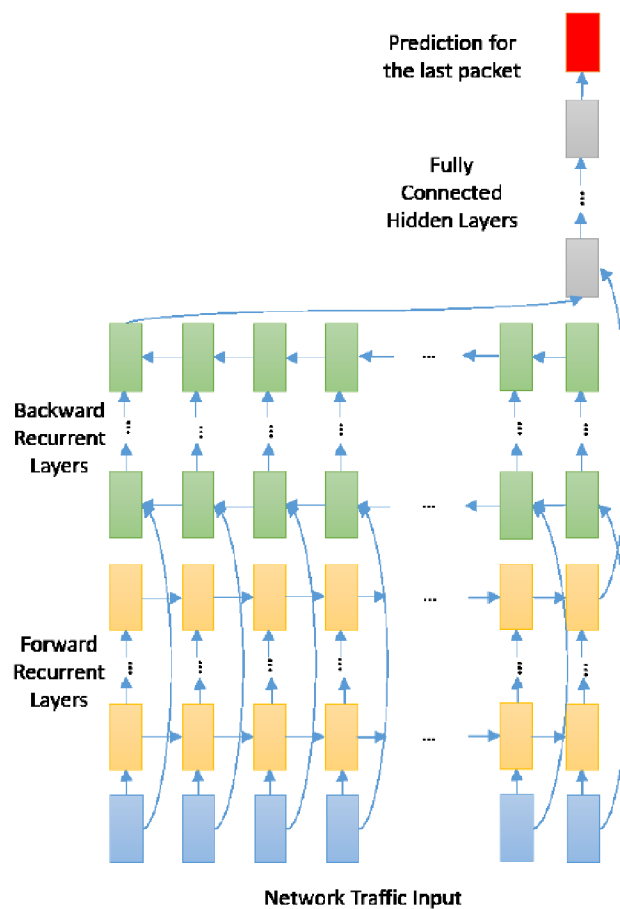 Prediction for
the last packet
Fully
Connected
Hidden Layers
...
Backward
Recurrent
Layers
... ... ... ... ... ...
...
...
Forward
Recurrent
Layers
... ... ... ... ... ...
...
...
Network Traffic Input